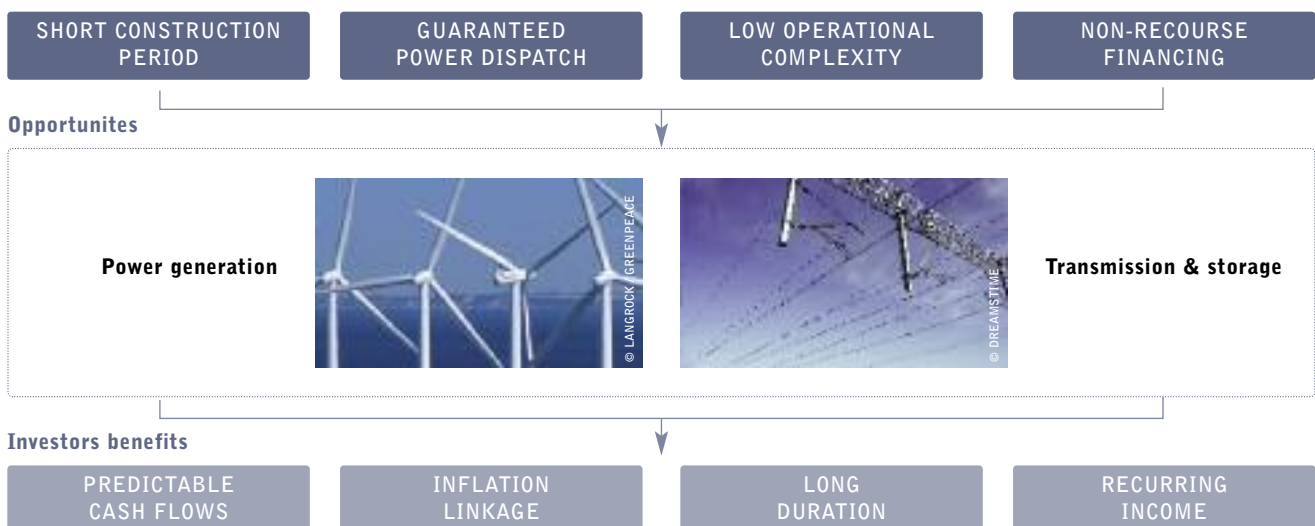 SHORT CONSTRUCTION
PERIOD
GUARANTEED
POWER DISPATCH
LOW OPERATIONAL
COMPLEXITY
NON-RECOURSE
FINANCING
Opportunites
Power generation
© LANGROCK / GREENPEACE
© DREAMSTIME
Transmission & storage
Investors benefits
PREDICTABLE
CASH FLOWS
INFLATION
LINKAGE
LONG
DURATION
RECURRING
INCOME